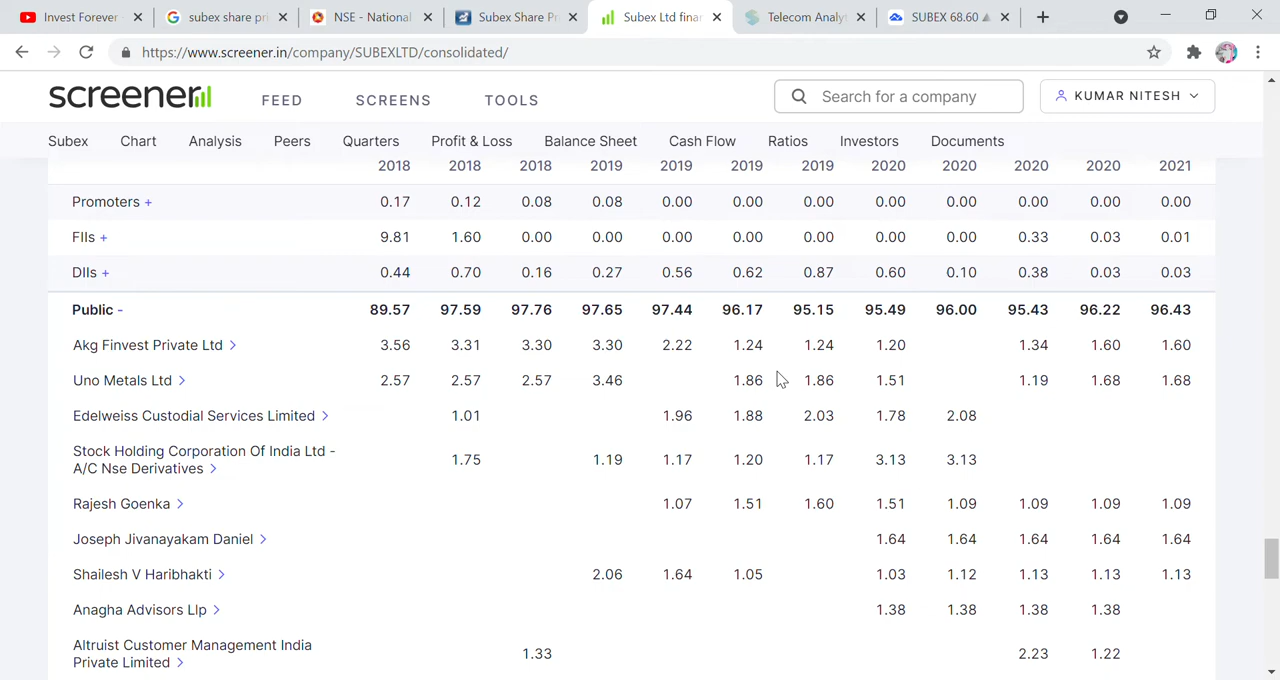 Invest Forever
subex share pri
NSE - National
Subex Share Pr
Subex Ltd finan
Telecom Analyt
SUBEX 68.60
https://www.screener.in/company/SUBEXLTD/consolidated/
screener
FEED SCREENS TOOLS
Search for a company
KUMAR NITESH
Subex Chart Analysis Peers Quarters Profit & Loss Balance Sheet Cash Flow Ratios Investors Documents
2018 2018 2018 2019 2019 2019 2019 2020 2020 2020 2020 2021
Promoters + 0.17 0.12 0.08 0.08 0.00 0.00 0.00 0.00 0.00 0.00 0.00 0.00
FIIs + 9.81 1.60 0.00 0.00 0.00 0.00 0.00 0.00 0.00 0.33 0.03 0.01
DIIs + 0.44 0.70 0.16 0.27 0.56 0.62 0.87 0.60 0.10 0.38 0.03 0.03
Public - 89.57 97.59 97.76 97.65 97.44 96.17 95.15 95.49 96.00 95.43 96.22 96.43
Akg Finvest Private Ltd > 3.56 3.31 3.30 3.30 2.22 1.24 1.24 1.20 1.34 1.60 1.60
Uno Metals Ltd > 2.57 2.57 2.57 3.46 1.86 1.86 1.51 1.19 1.68 1.68
Edelweiss Custodial Services Limited > 1.01 1.96 1.88 2.03 1.78 2.08
Stock Holding Corporation Of India Ltd -
A/C Nse Derivatives > 1.75 1.19 1.17 1.20 1.17 3.13 3.13
Rajesh Goenka > 1.07 1.51 1.60 1.51 1.09 1.09 1.09 1.09
Joseph Jivanayakam Daniel > 1.64 1.64 1.64 1.64 1.64
Shailesh V Haribhakti > 2.06 1.64 1.05 1.03 1.12 1.13 1.13 1.13
Anagha Advisors Llp > 1.38 1.38 1.38 1.38
Altruist Customer Management India
Private Limited > 1.33 2.23 1.22